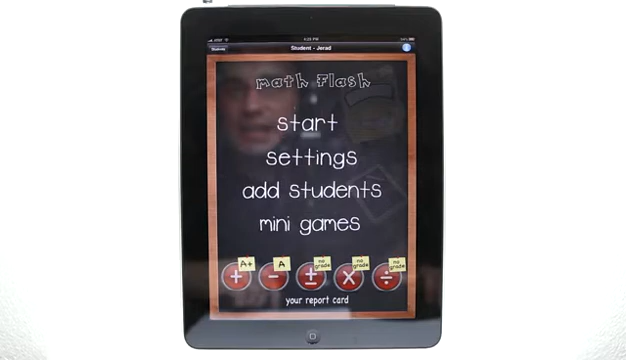 Student - Jerad
math Flash
start
settings
add students
mini games
A+ A no grade no grade no grade
+ − ± × ÷
your report card